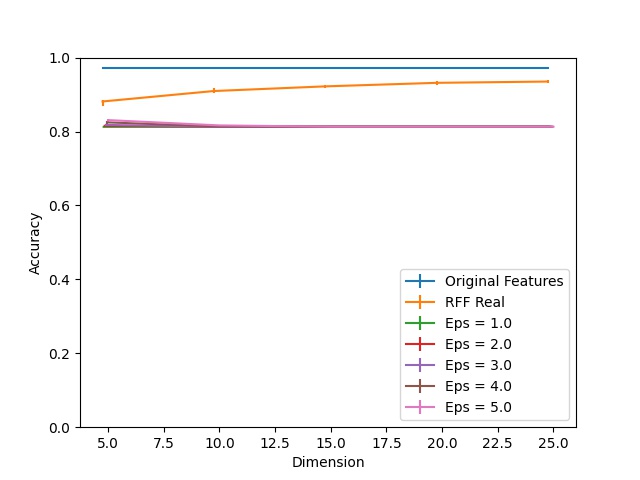 1.0
0.8
0.6
0.4
0.2
0.0
Accuracy
Original Features
RFF Real
Eps = 1.0
Eps = 2.0
Eps = 3.0
Eps = 4.0
Eps = 5.0
5.0 7.5 10.0 12.5 15.0 17.5 20.0 22.5 25.0
Dimension